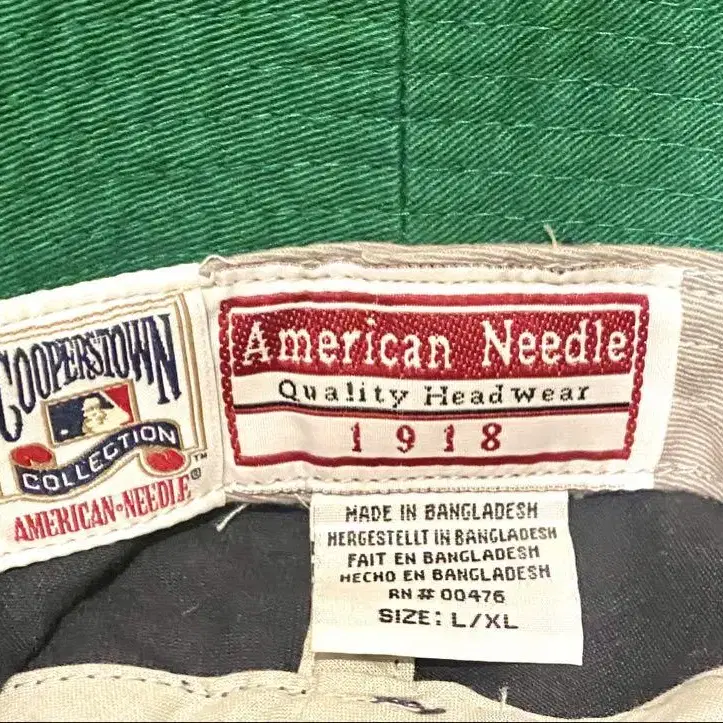 COOPERSTOWN
COLLECTION™
AMERICAN·NEEDLE®
American Needle
Quality Headwear
1918
MADE IN BANGLADESH
HERGESTELLT IN BANGLADESH
FAIT EN BANGLADESH
HECHO EN BANGLADESH
RN # 00476
SIZE: L/XL